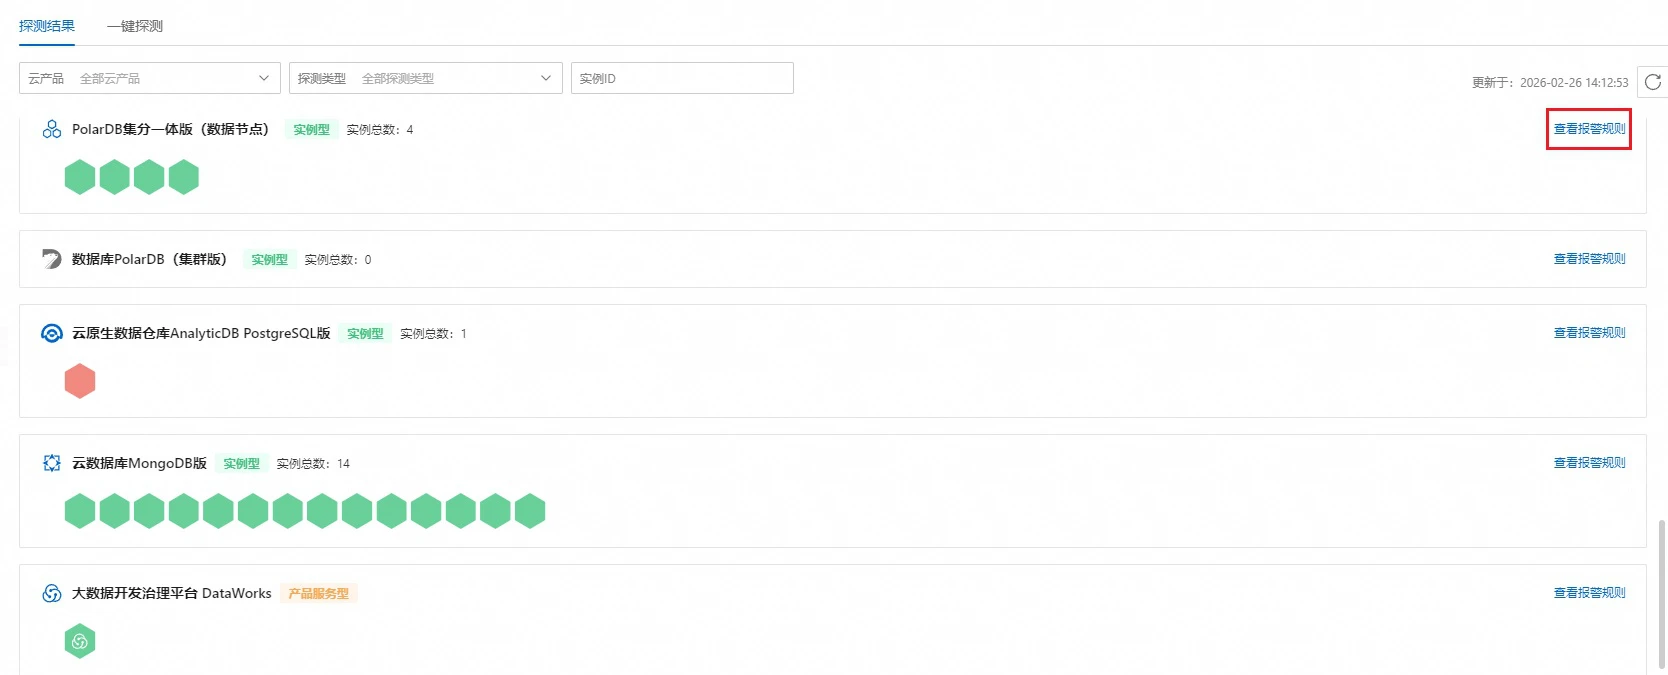 探测结果 一键探测
云产品 全部云产品 探测类型 全部探测类型 实例ID 更新于：2026-02-26 14:12:53
PolarDB集分一体版（数据节点） 实例型 实例总数：4 查看报警规则
数据库PolarDB（集群版） 实例型 实例总数：0 查看报警规则
云原生数据仓库AnalyticDB PostgreSQL版 实例型 实例总数：1 查看报警规则
云数据库MongoDB版 实例型 实例总数：14 查看报警规则
大数据开发治理平台 DataWorks 产品服务型 查看报警规则